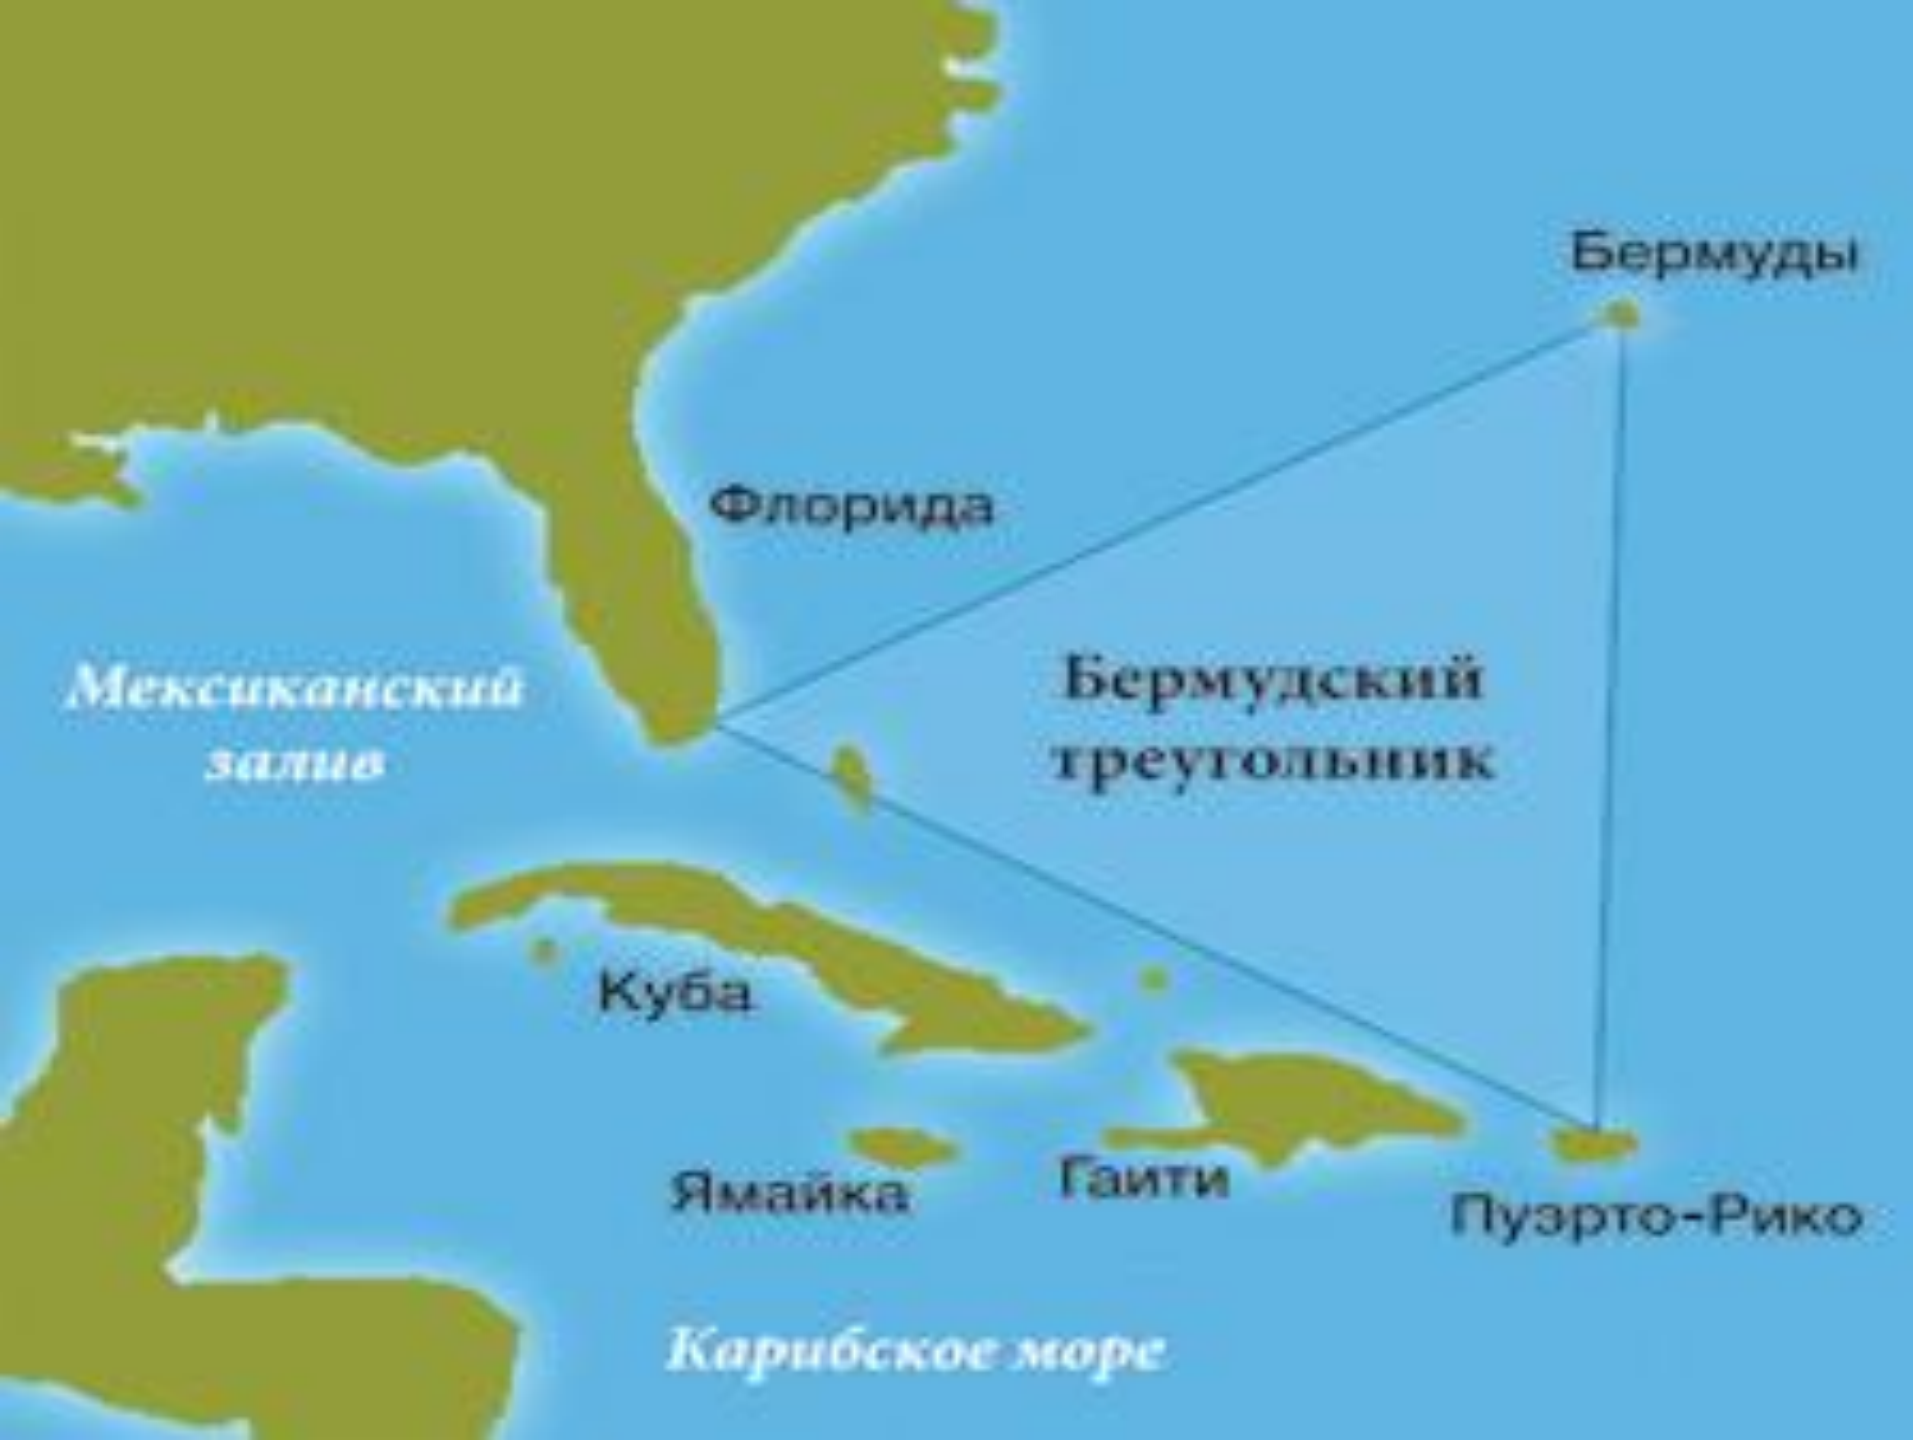 Бермуды
Флорида
Бермудский
треугольник
Мексиканский
залив
Куба
Ямайка
Гаити
Пуэрто-Рико
Карибское море